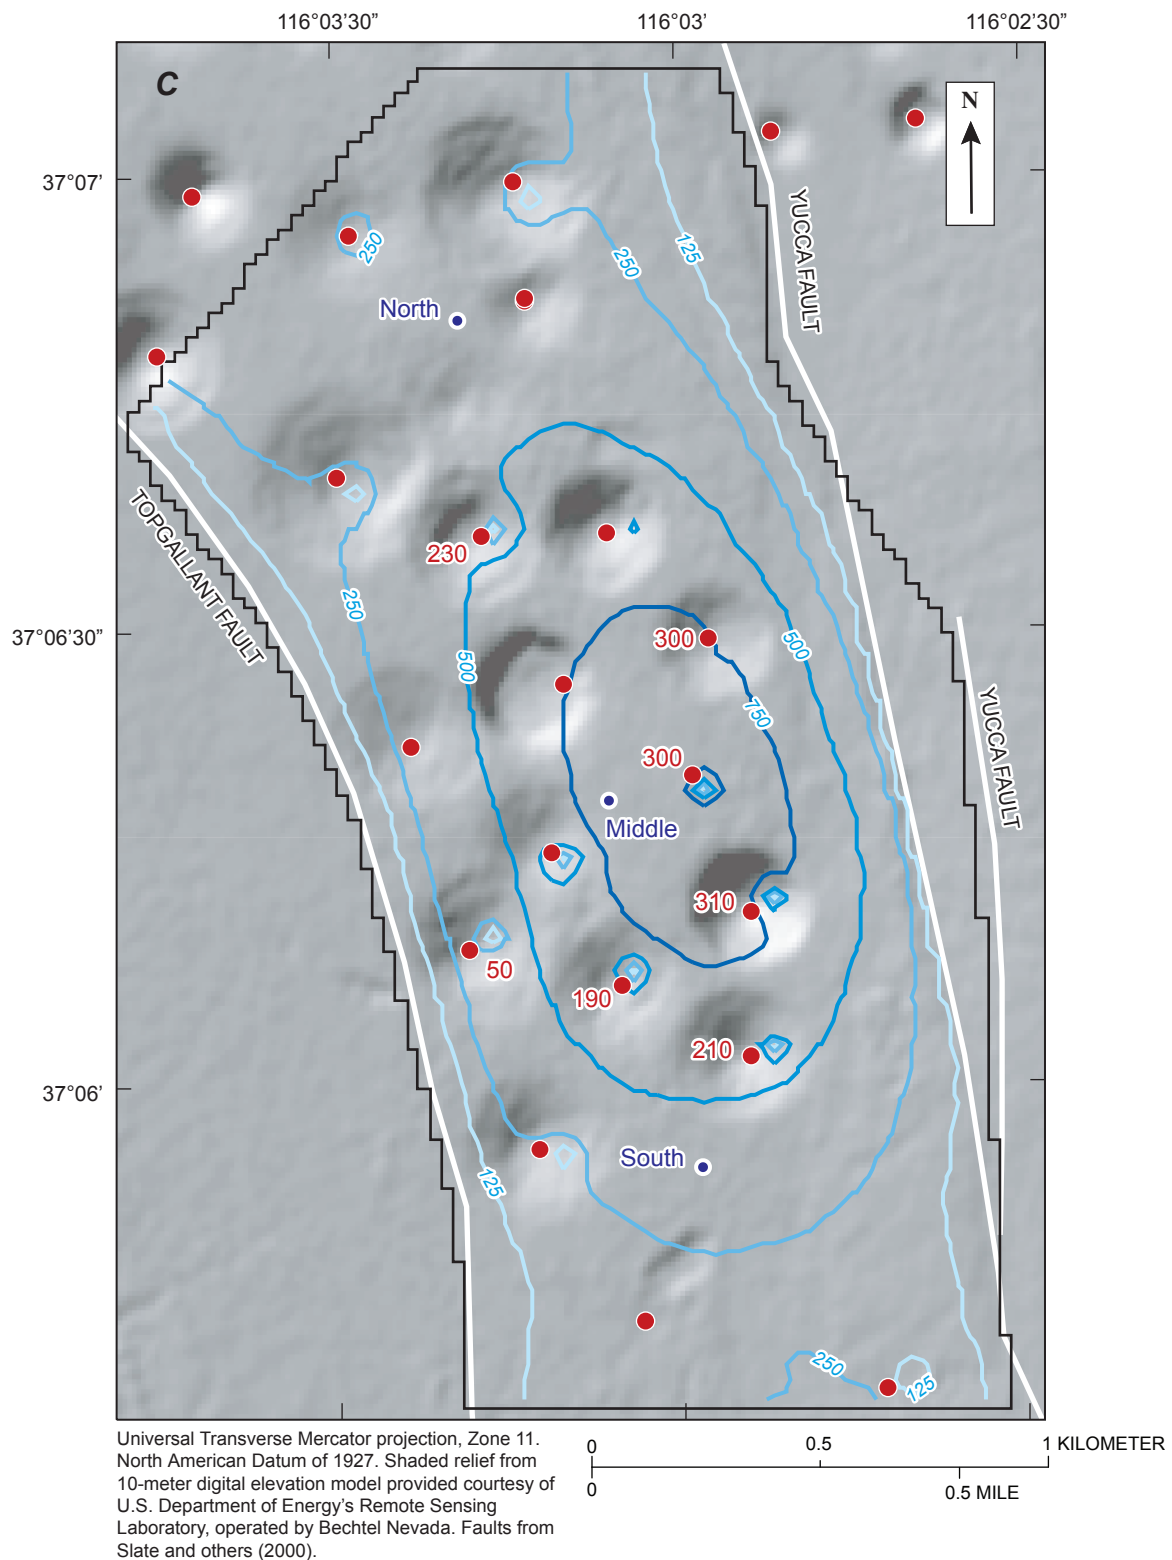 116°03’30”
116°03’
116°02’30”
C
N
37°07’
YUCCA FAULT
250
125
250
North
TOPGALLANT FAULT
230
250
37°06’30”
500
300
500
750
YUCCA FAULT
300
Middle
310
50
190
210
37°06’
South
125
250
125
Universal Transverse Mercator projection, Zone 11.
North American Datum of 1927. Shaded relief from
10-meter digital elevation model provided courtesy of
U.S. Department of Energy’s Remote Sensing
Laboratory, operated by Bechtel Nevada. Faults from
Slate and others (2000).
0 0.5 1 KILOMETER
0 0.5 MILE